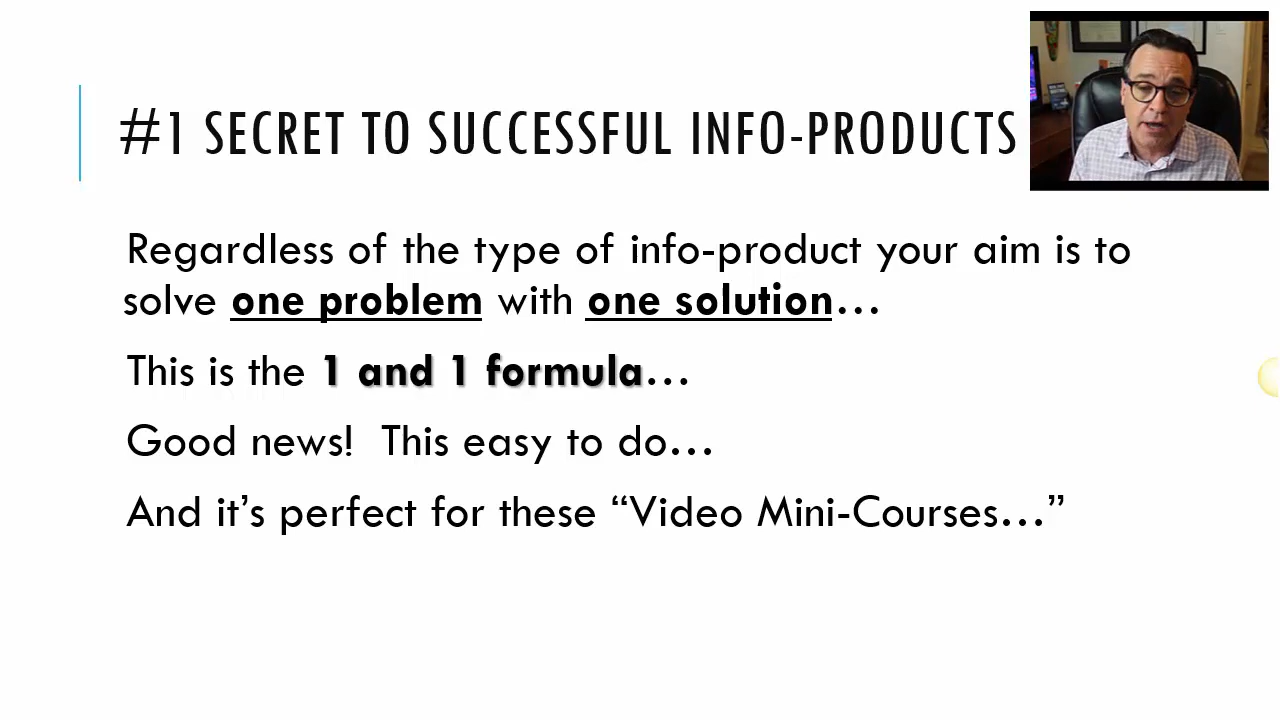 #1 SECRET TO SUCCESSFUL INFO-PRODUCTS
Regardless of the type of info-product your aim is to
solve one problem with one solution…
This is the 1 and 1 formula…
Good news!  This easy to do…
And it’s perfect for these “Video Mini-Courses…”